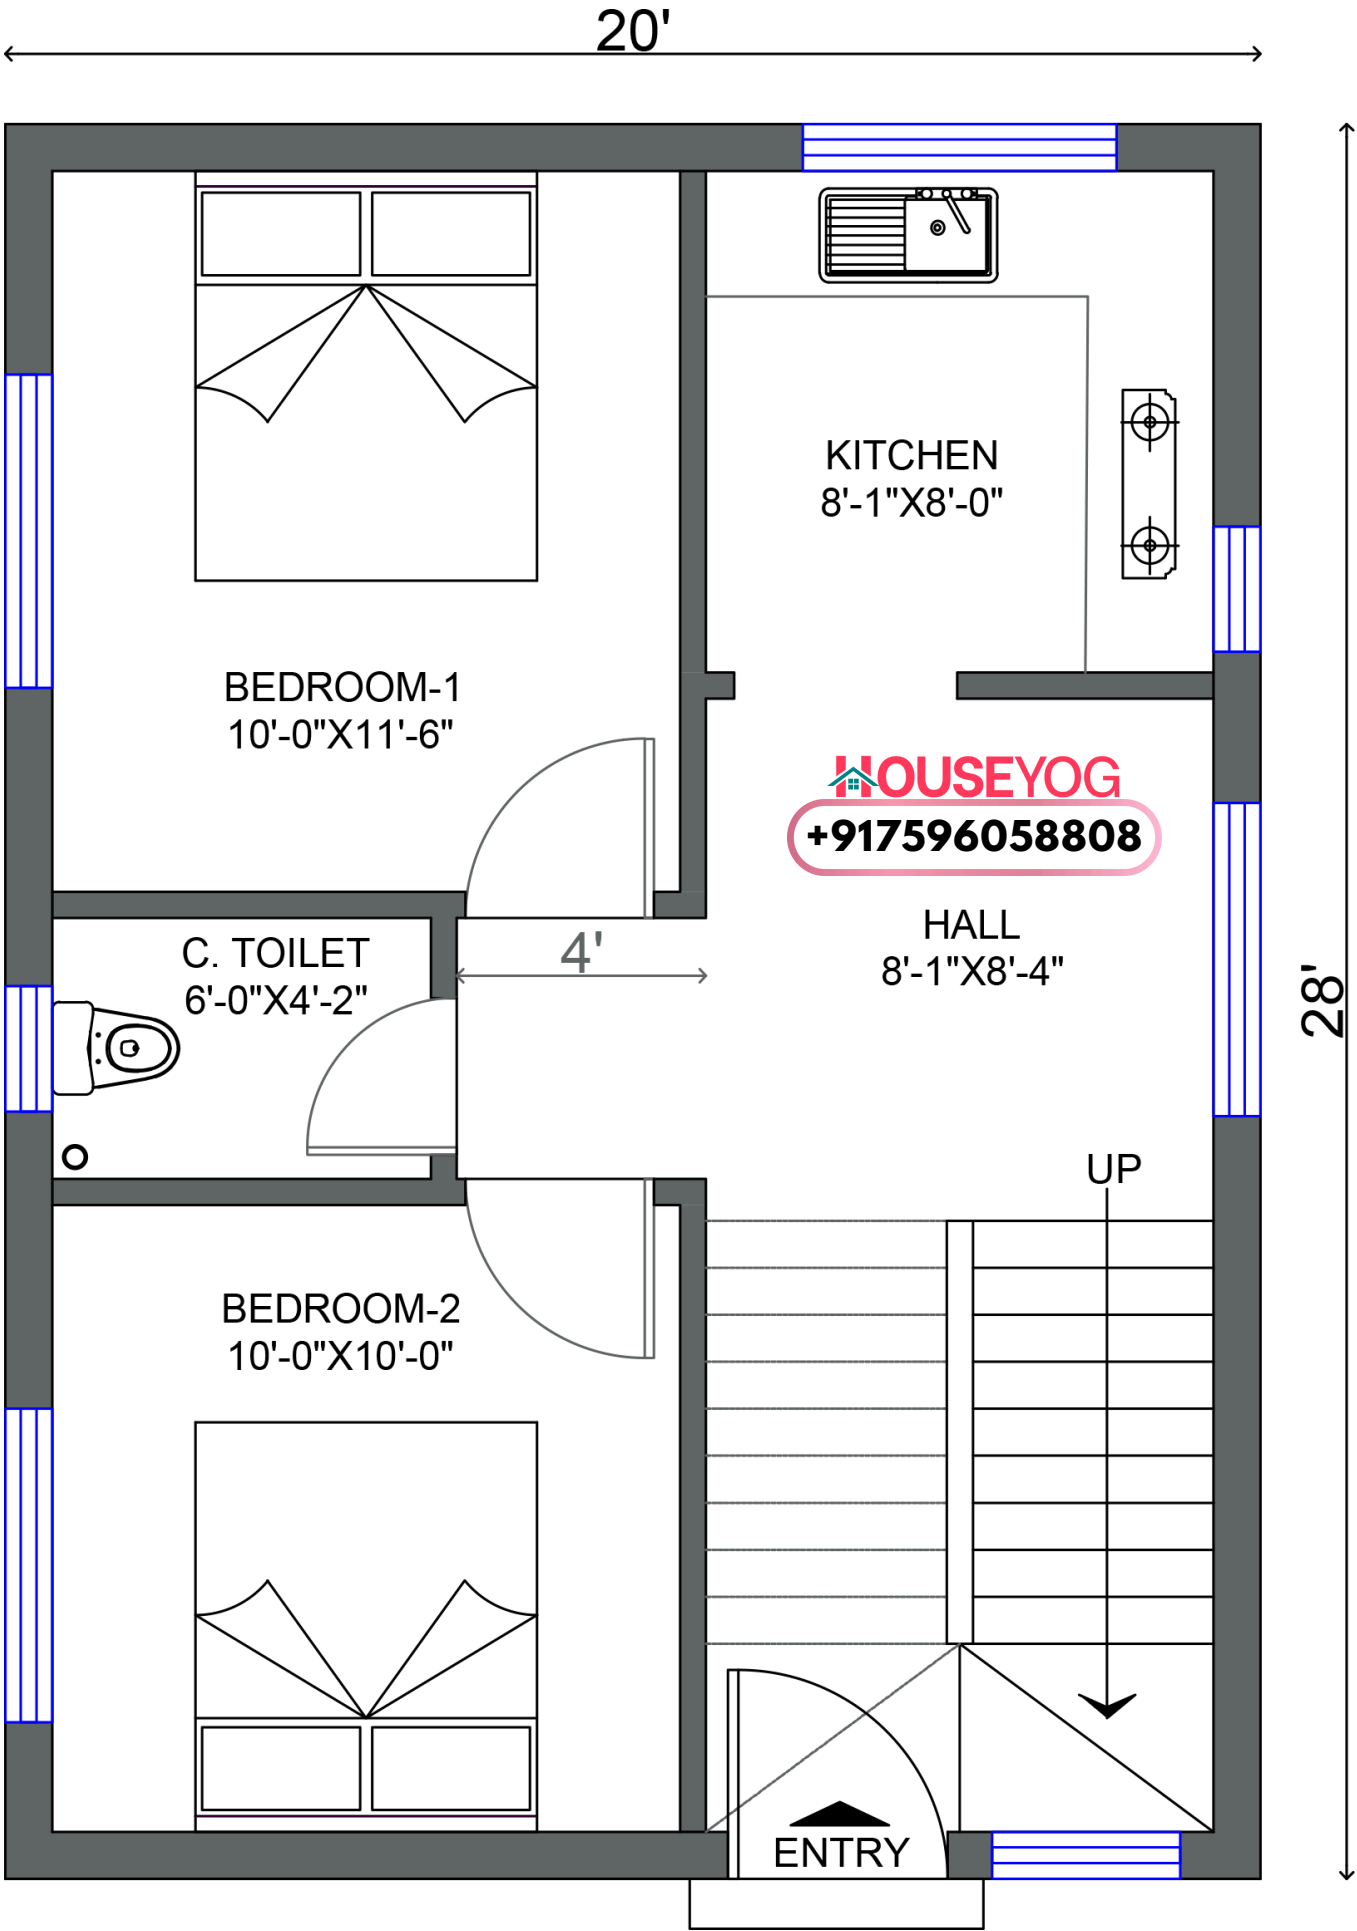 20'
KITCHEN
8'-1"X8'-0"
BEDROOM-1
10'-0"X11'-6"
HOUSEYOG
+917596058808
HALL
8'-1"X8'-4"
C. TOILET
6'-0"X4'-2"
4'
28'
UP
BEDROOM-2
10'-0"X10'-0"
ENTRY